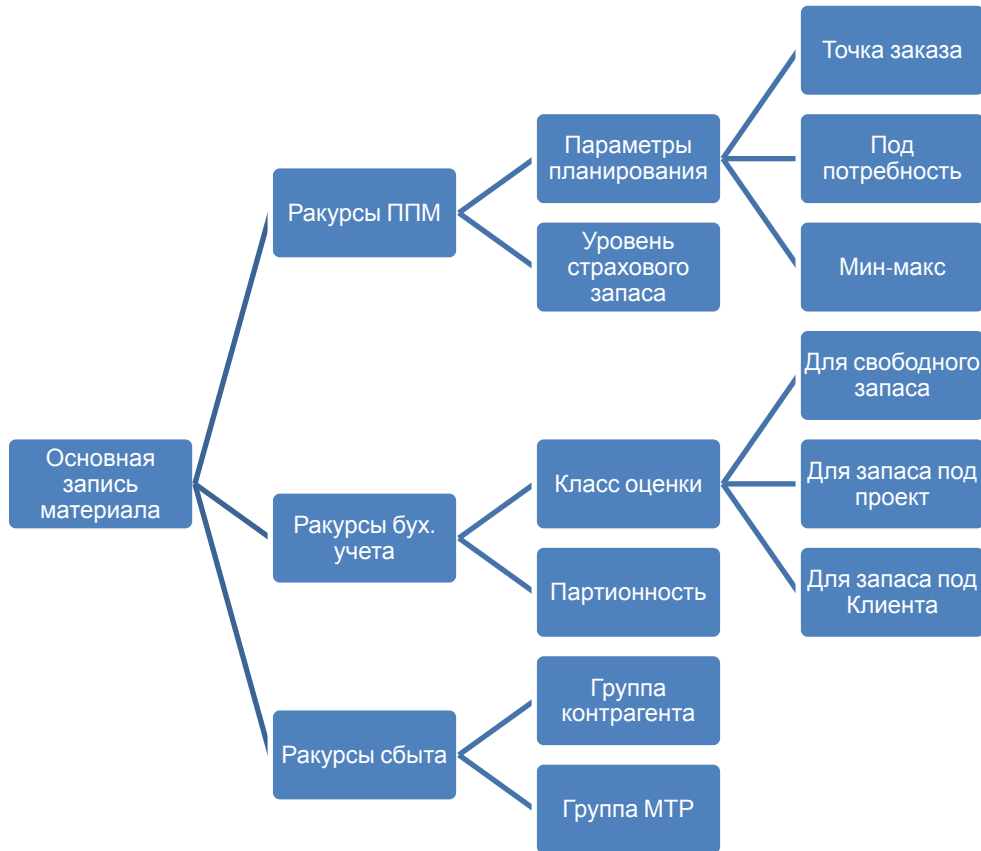 Точка заказа
Параметры
планирования
Под
потребность
Ракурсы ППМ
Уровень
страхового
запаса
Мин-макс
Для свободного
запаса
Основная
запись
материала
Класс оценки
Для запаса под
проект
Ракурсы бух.
учета
Партионность
Для запаса под
Клиента
Группа
контрагента
Ракурсы сбыта
Группа МТР